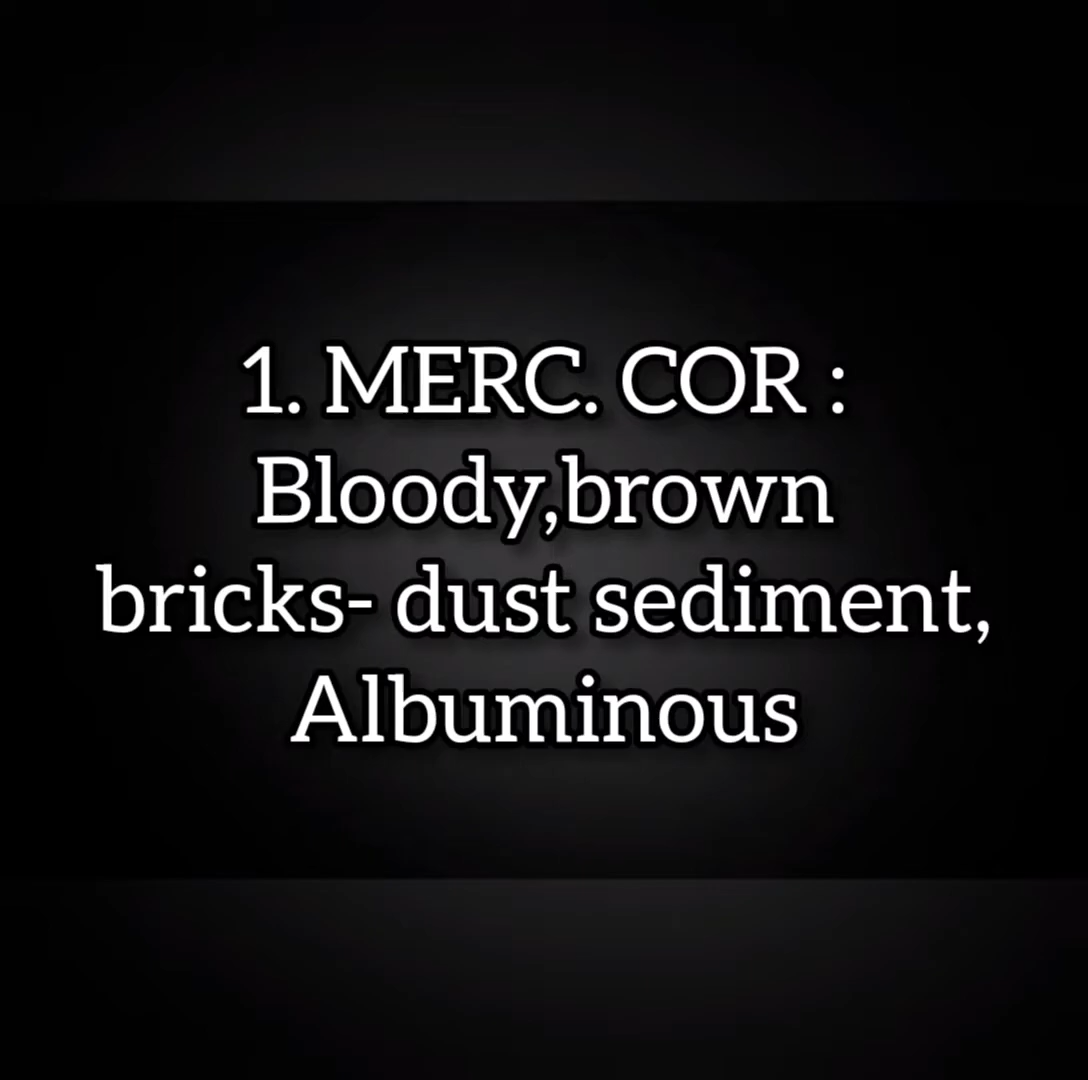 1. MERC. COR :
Bloody,brown
bricks- dust sediment,
Albuminous